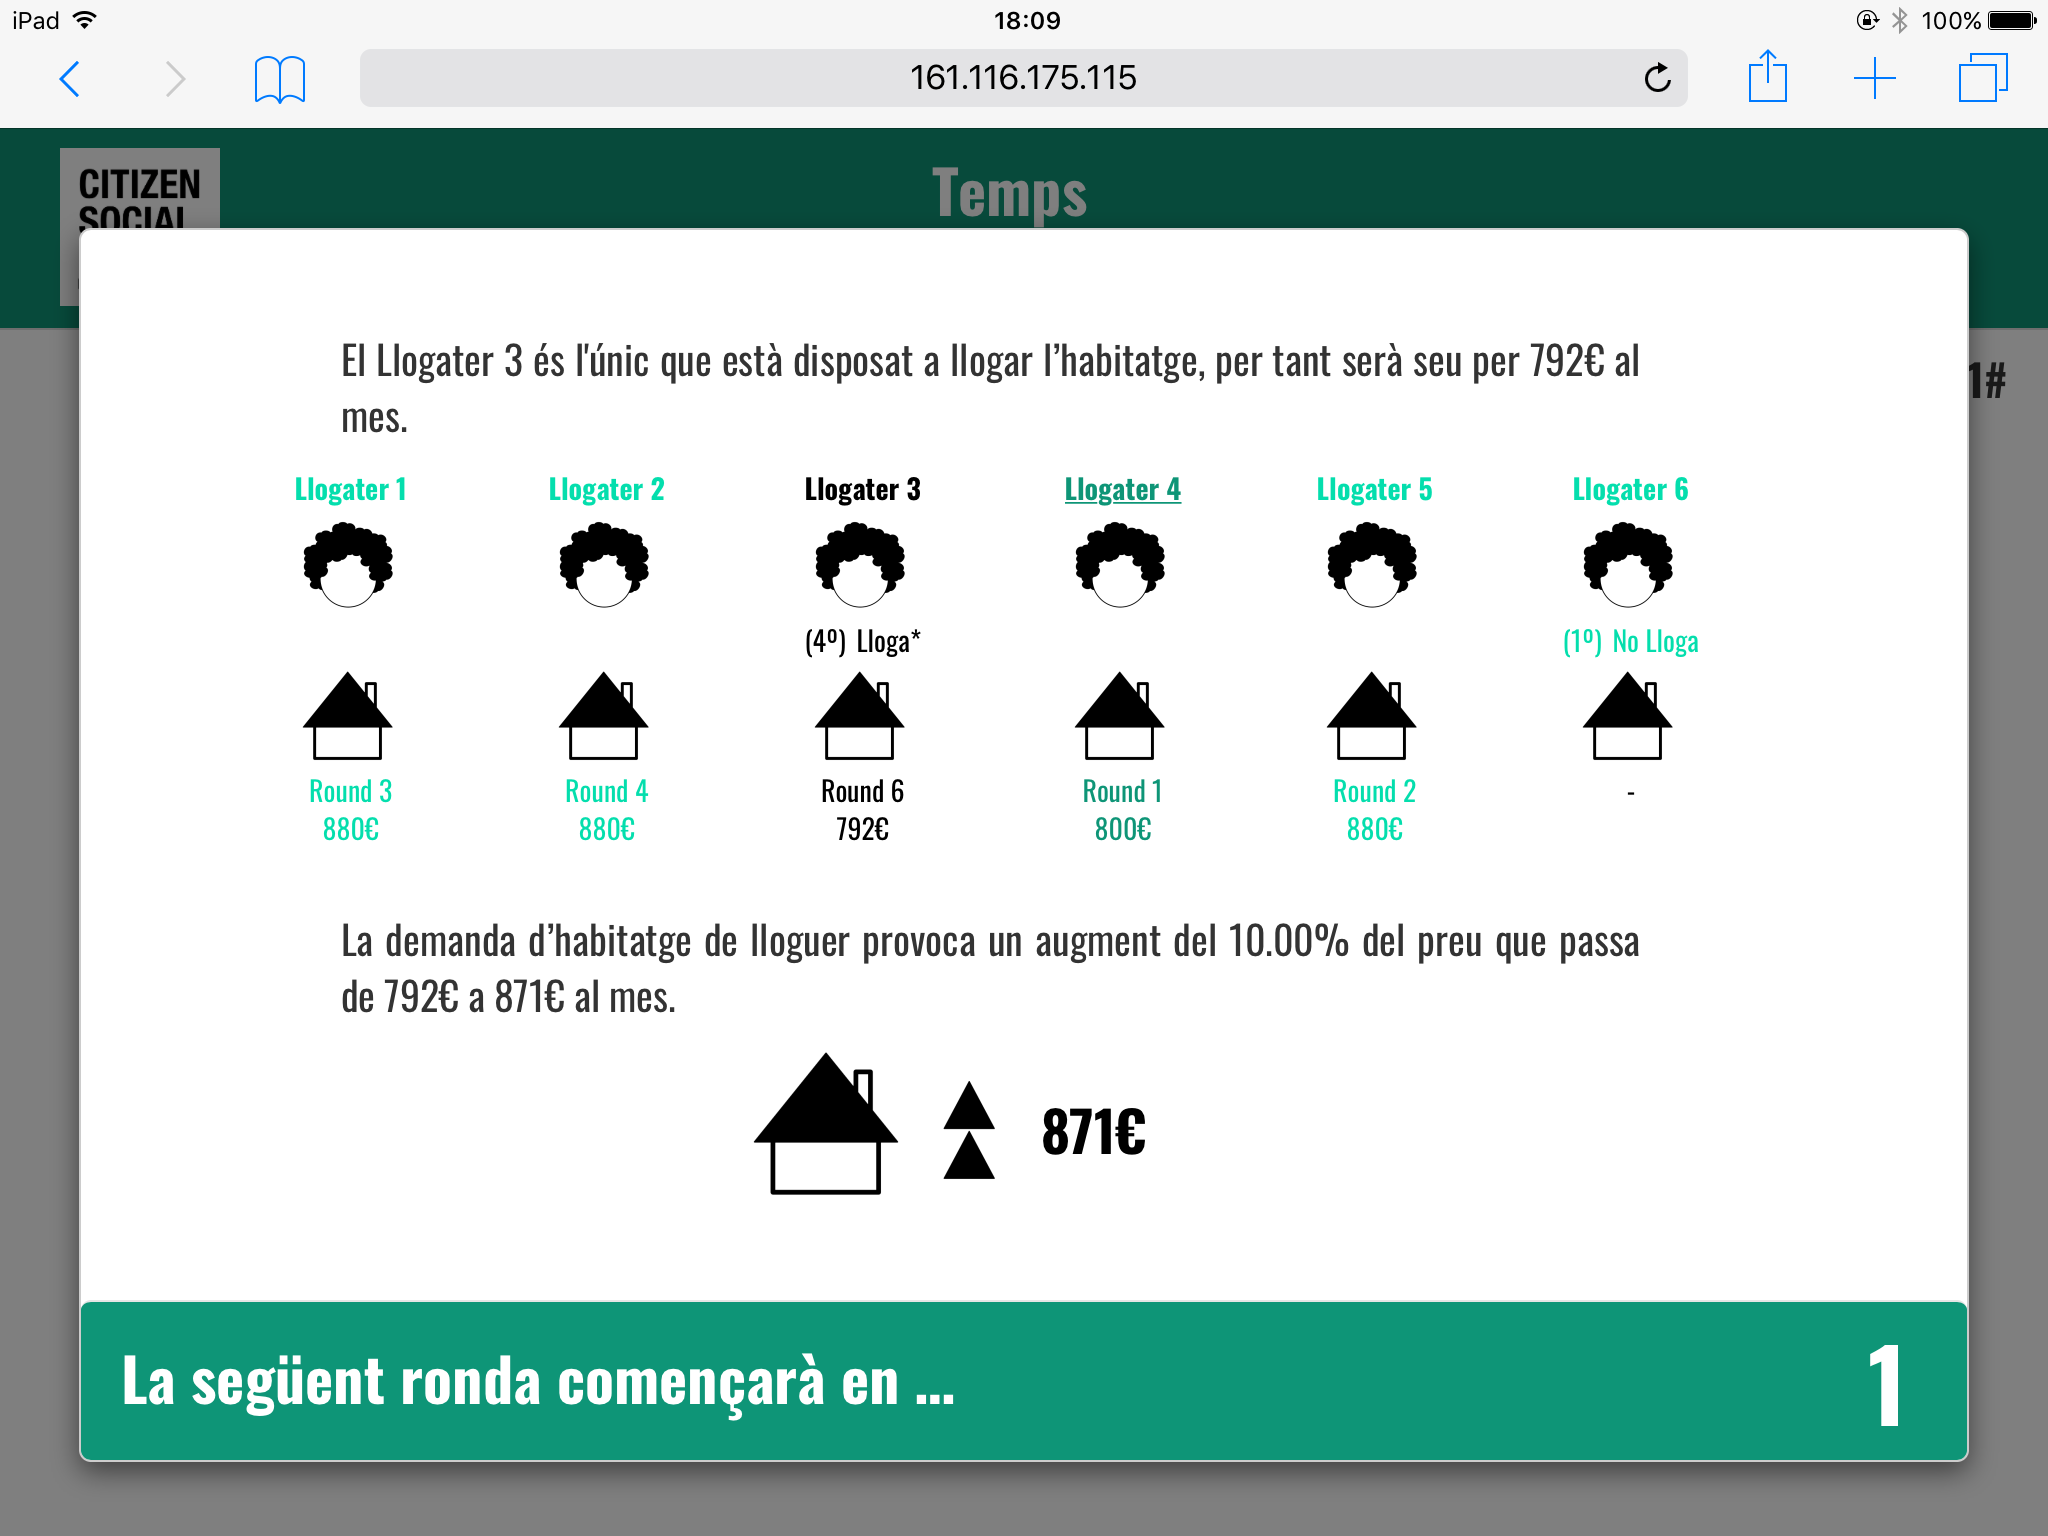 iPad 18:09 100%
161.116.175.115
CITIZEN
SOCIAL
Temps
1#
El Llogater 3 és l'únic que està disposat a llogar l’habitatge, per tant serà seu per 792€ al
mes.
Llogater 1 Llogater 2 Llogater 3 Llogater 4 Llogater 5 Llogater 6
(4º) Lloga* (1º) No Lloga
Round 3 Round 4 Round 6 Round 1 Round 2 -
880€ 880€ 792€ 800€ 880€
La demanda d’habitatge de lloguer provoca un augment del 10.00% del preu que passa
de 792€ a 871€ al mes.
871€
La següent ronda començarà en ... 1